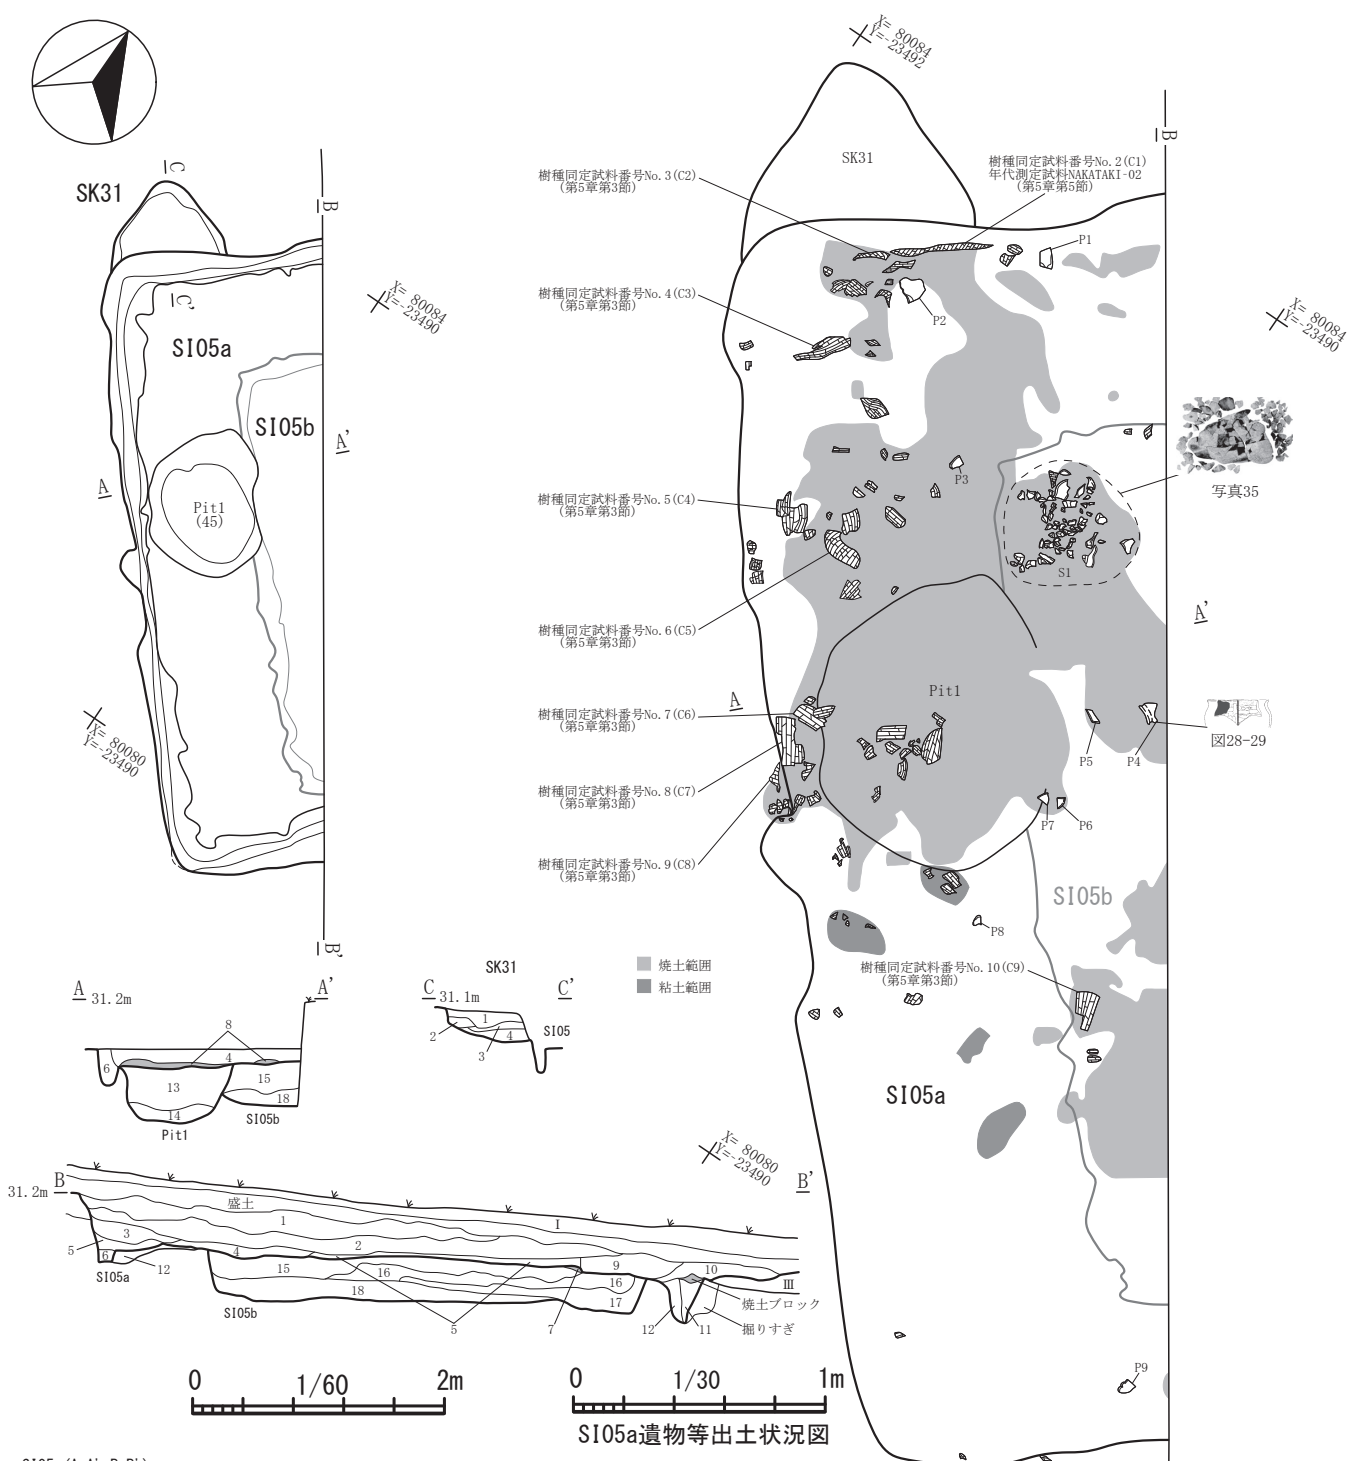 C
SK31
B
C'
SI05a
SI05b
A'
A
Pit1
(45)
X= 80084
Y=-23490
X= 80080
Y=-23490
B'
X= 80084
Y=-23492
SK31
B
樹種同定試料番号No.3(C2)
(第5章第3節)
樹種同定試料番号No.2(C1)
年代測定試料NAKATAKI-02
(第5章第5節)
P1
P2
樹種同定試料番号No.4(C3)
(第5章第3節)
X= 80084
Y=-23490
写真35
P3
樹種同定試料番号No.5(C4)
(第5章第3節)
S1
A'
樹種同定試料番号No.6(C5)
(第5章第3節)
A
Pit1
樹種同定試料番号No.7(C6)
(第5章第3節)
図28-29
P5
P4
樹種同定試料番号No.8(C7)
(第5章第3節)
P7
P6
樹種同定試料番号No.9(C8)
(第5章第3節)
SI05b
P8
樹種同定試料番号No.10(C9)
(第5章第3節)
SI05a
P9
焼土範囲
粘土範囲
A 31.2m
A'
8
4
6
13
15
18
14
SI05b
Pit1
SK31
C 31.1m
C'
1
2
3
4
SI05
X= 80080
Y=-23490
B
31.2m
B'
盛土
I
1
2
3
5
6
12
4
SI05a
15
16
18
SI05b
5
7
9
16
17
10
III
12
11
焼土ブロック
掘りすぎ
0 1/60 2m
0 1/30 1m
SI05a遺物等出土状況図